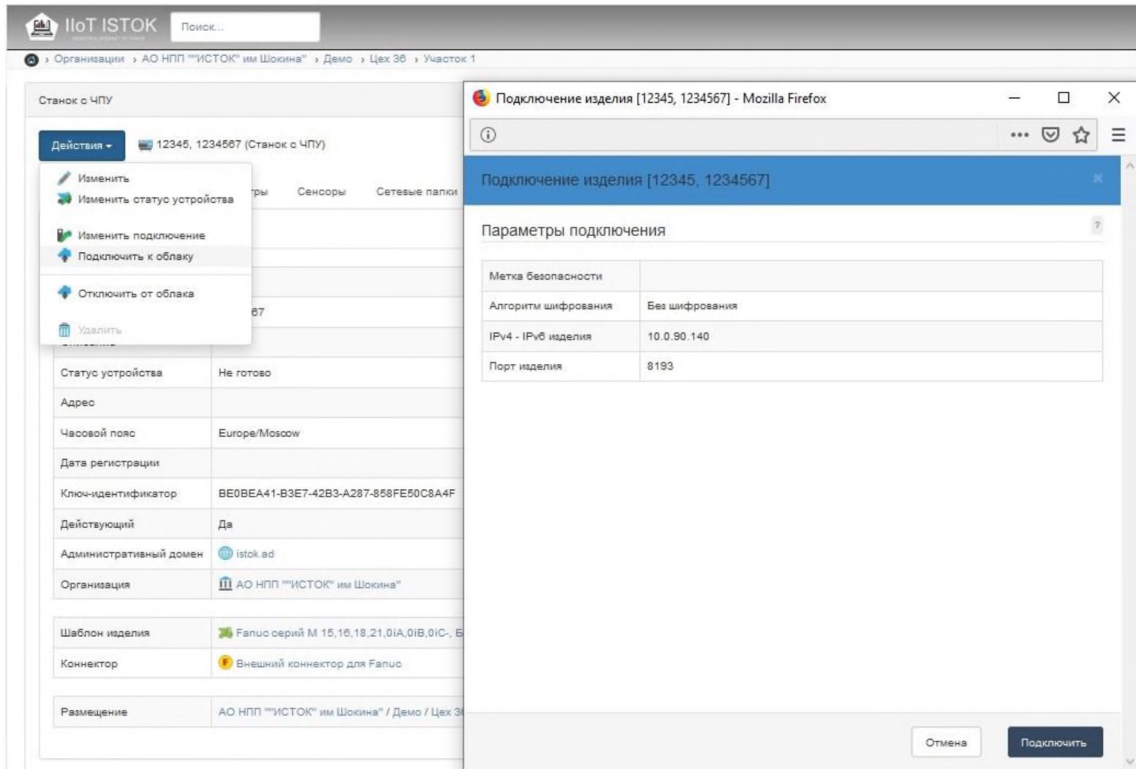 IIoT ISTOK
Поиск...
Организации › АО НПП ""ИСТОК" им Шокина" › Демо › Цех 36 › Участок 1
Станок с ЧПУ
Действия
12345, 1234567 (Станок с ЧПУ)
Изменить
Изменить статус устройства
Изменить подключение
Подключить к облаку
Отключить от облака
Удалить
Сенсоры
Сетевые папки
67
Статус устройства Не готово
Адрес
Часовой пояс Europe/Moscow
Дата регистрации
Ключ-идентификатор BE0BEA41-B3E7-42B3-A287-858FE50C8A4F
Действующий Да
Административный домен istok.ad
Организация АО НПП ""ИСТОК" им Шокина"
Шаблон изделия Fanuc серий М 15,16,18,21,0iA,0iB,0iC-, Б
Коннектор F Внешний коннектор для Fanuc
Размещение АО НПП ""ИСТОК" им Шокина" / Демо / Цех 36
Подключение изделия [12345, 1234567] - Mozilla Firefox
Подключение изделия [12345, 1234567]
Параметры подключения
?
Метка безопасности
Алгоритм шифрования Без шифрования
IPv4 - IPv6 изделия 10.0.90.140
Порт изделия 8193
Отмена
Подключить